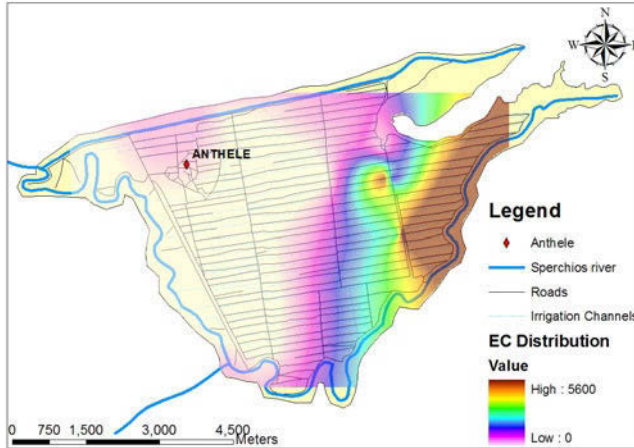 N
W E
S
ANTHELE
Legend
Anthele
Sperchios river
Roads
Irrigation Channels
EC Distribution
Value
High : 5600
Low : 0
0 750 1,500 3,000 4,500
Meters